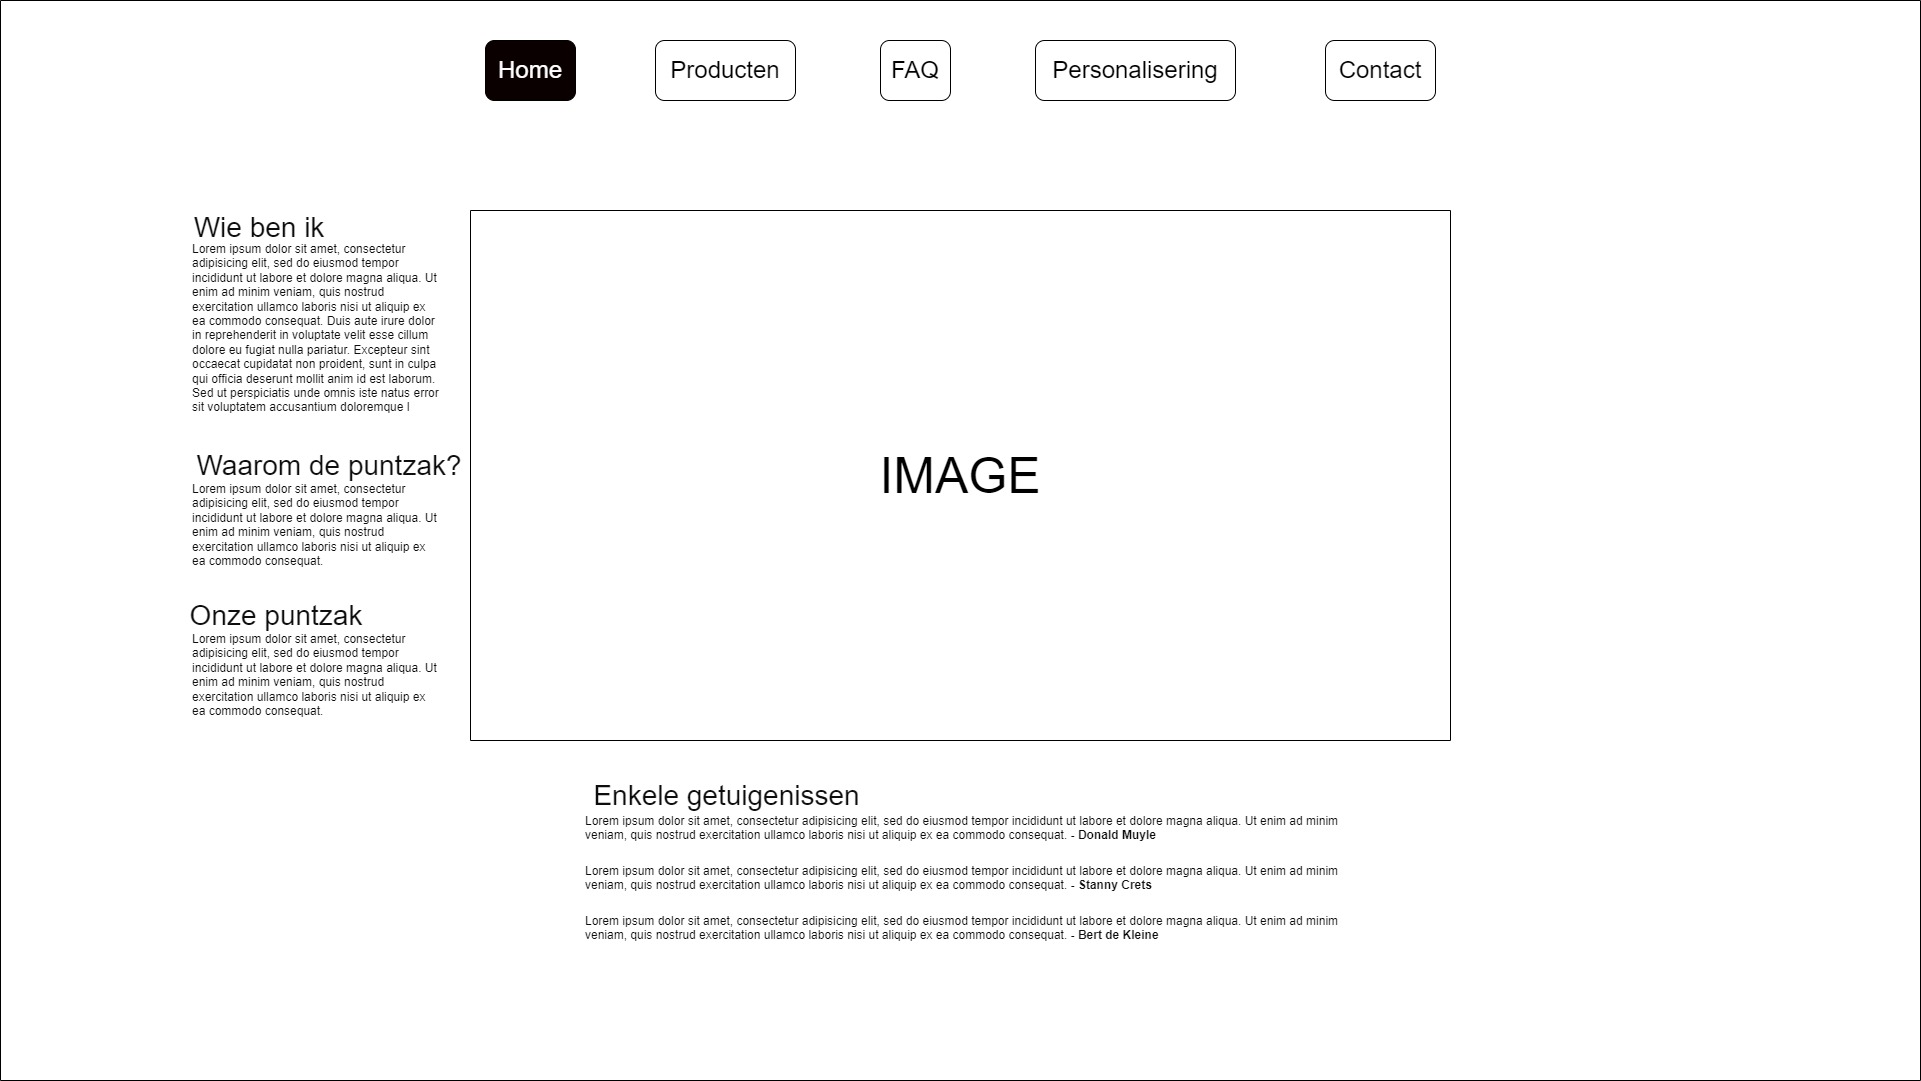 Home Producten FAQ Personalisering Contact
Wie ben ik
Lorem ipsum dolor sit amet, consectetur
adipisicing elit, sed do eiusmod tempor
incididunt ut labore et dolore magna aliqua. Ut
enim ad minim veniam, quis nostrud
exercitation ullamco laboris nisi ut aliquip ex
ea commodo consequat. Duis aute irure dolor
in reprehenderit in voluptate velit esse cillum
dolore eu fugiat nulla pariatur. Excepteur sint
occaecat cupidatat non proident, sunt in culpa
qui officia deserunt mollit anim id est laborum.
Sed ut perspiciatis unde omnis iste natus error
sit voluptatem accusantium doloremque l
Waarom de puntzak?
Lorem ipsum dolor sit amet, consectetur
adipisicing elit, sed do eiusmod tempor
incididunt ut labore et dolore magna aliqua. Ut
enim ad minim veniam, quis nostrud
exercitation ullamco laboris nisi ut aliquip ex
ea commodo consequat.
Onze puntzak
Lorem ipsum dolor sit amet, consectetur
adipisicing elit, sed do eiusmod tempor
incididunt ut labore et dolore magna aliqua. Ut
enim ad minim veniam, quis nostrud
exercitation ullamco laboris nisi ut aliquip ex
ea commodo consequat.
IMAGE
Enkele getuigenissen
Lorem ipsum dolor sit amet, consectetur adipisicing elit, sed do eiusmod tempor incididunt ut labore et dolore magna aliqua. Ut enim ad minim
veniam, quis nostrud exercitation ullamco laboris nisi ut aliquip ex ea commodo consequat. - Donald Muyle
Lorem ipsum dolor sit amet, consectetur adipisicing elit, sed do eiusmod tempor incididunt ut labore et dolore magna aliqua. Ut enim ad minim
veniam, quis nostrud exercitation ullamco laboris nisi ut aliquip ex ea commodo consequat. - Stanny Crets
Lorem ipsum dolor sit amet, consectetur adipisicing elit, sed do eiusmod tempor incididunt ut labore et dolore magna aliqua. Ut enim ad minim
veniam, quis nostrud exercitation ullamco laboris nisi ut aliquip ex ea commodo consequat. - Bert de Kleine